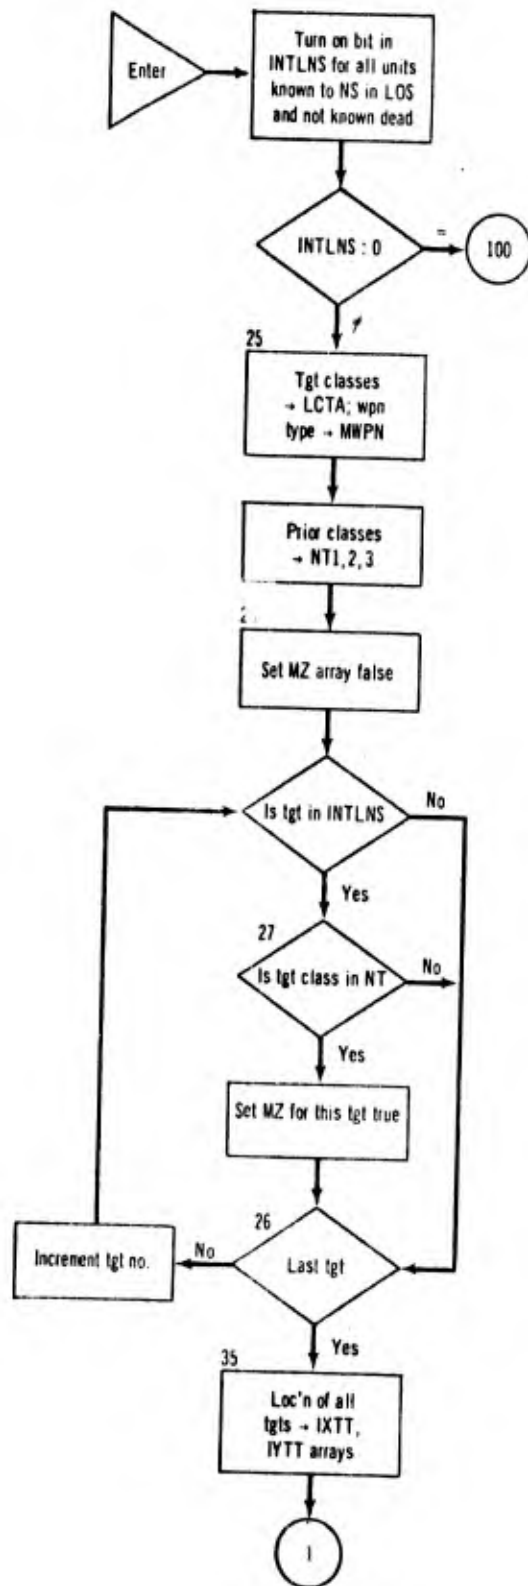 Enter
Turn on bit in
INTLNS for all units
known to NS in LOS
and not known dead
INTLNS : 0
=
100
≠
25
Tgt classes
→ LCTA; wpn
type → MWPN
Prior classes
→ NT1, 2, 3
Set MZ array false
Is tgt in INTLNS
No
Yes
27
Is tgt class in NT
No
Yes
Set MZ for this tgt true
26
Last tgt
No
Increment tgt no.
Yes
35
Loc'n of all
tgts → IXTT,
IYTT arrays
1